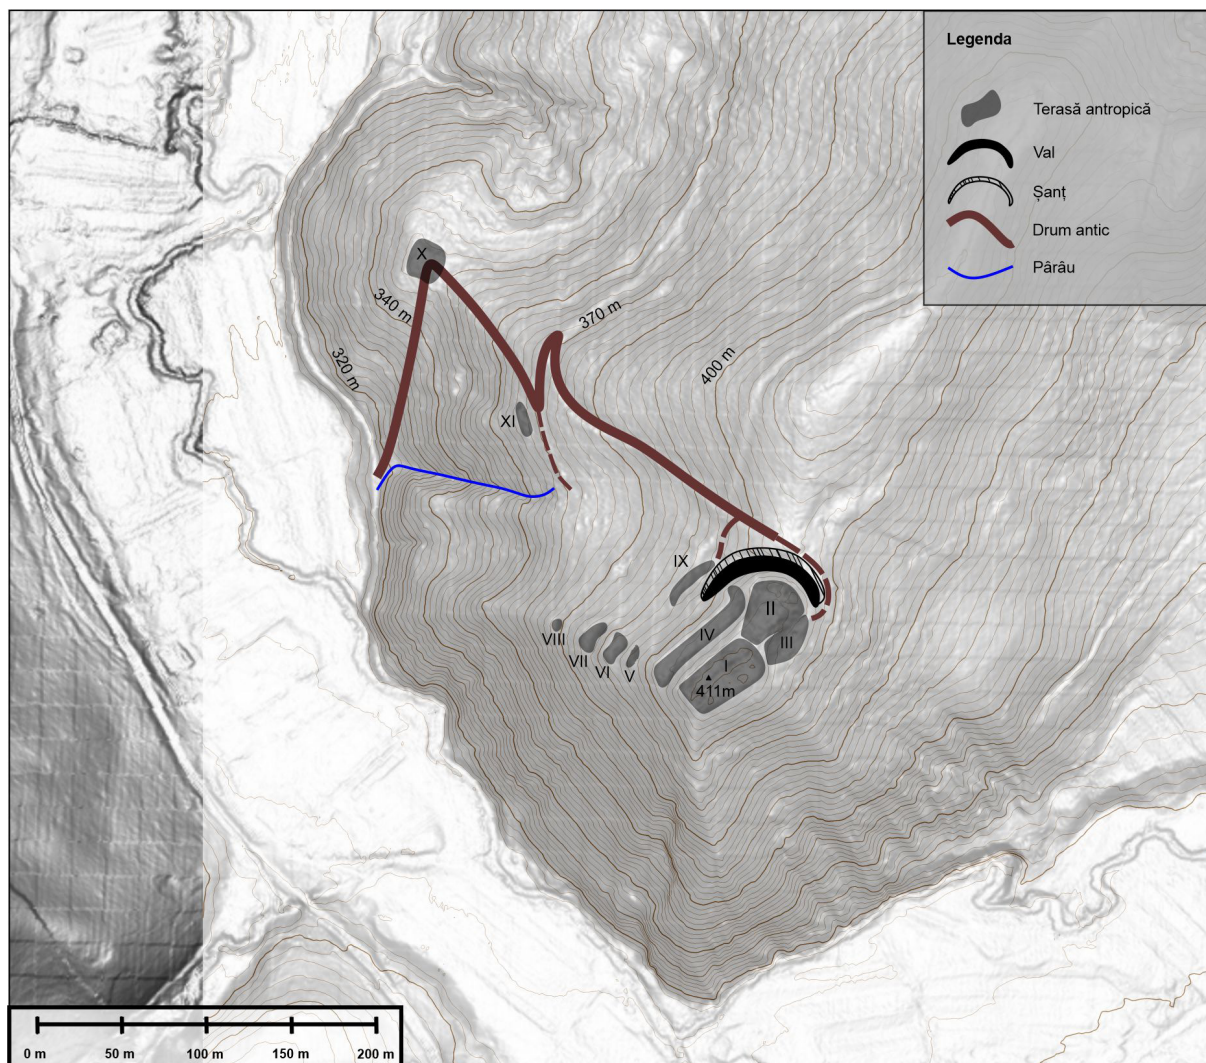 Legenda
Terasă antropică
Val
Șanț
Drum antic
Pârâu
X
340 m
370 m
320 m
400 m
XI
IX
II
IV
III
VIII
VII
VI
V
I
411m
0 m
50 m
100 m
150 m
200 m